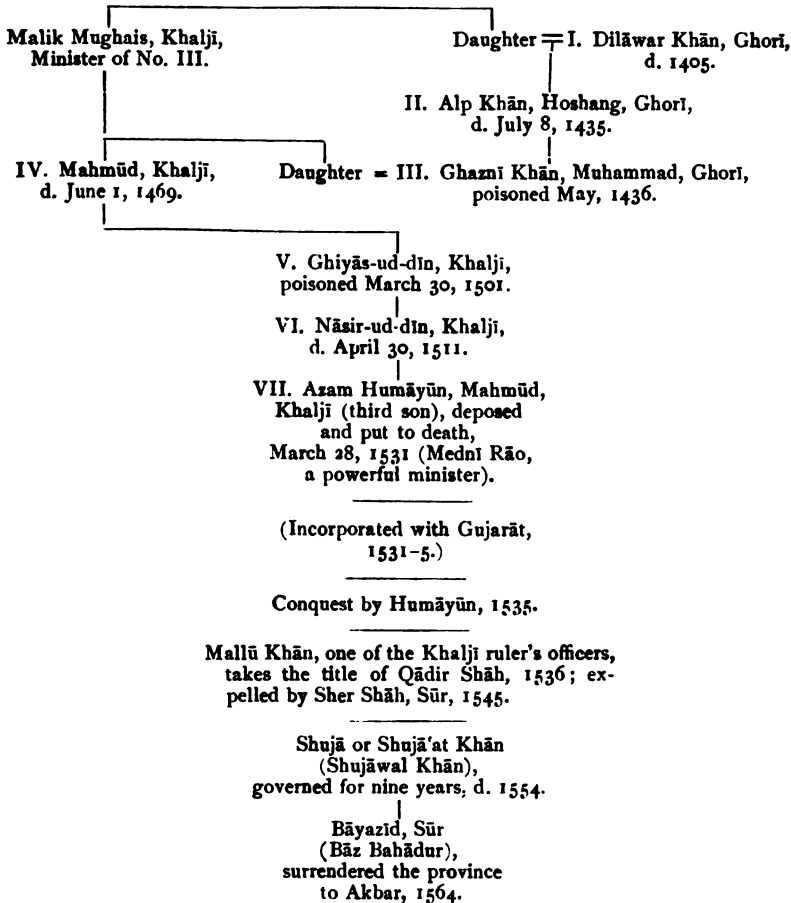 Malik Mughais, Khaljī,
Minister of No. III.
Daughter = I. Dilāwar Khān, Ghorī,
d. 1405.
II. Alp Khān, Hoshang, Ghorī,
d. July 8, 1435.
IV. Mahmūd, Khaljī,
d. June 1, 1469.
Daughter = III. Ghaznī Khān, Muhammad, Ghorī,
poisoned May, 1436.
V. Ghiyās-ud-dīn, Khaljī,
poisoned March 30, 1501.
VI. Nāsir-ud-dīn, Khaljī,
d. April 30, 1511.
VII. Azam Humāyūn, Mahmūd,
Khaljī (third son), deposed
and put to death,
March 28, 1531 (Mednī Rāo,
a powerful minister).
(Incorporated with Gujarāt,
1531-5.)
Conquest by Humāyūn, 1535.
Mallū Khān, one of the Khaljī ruler's officers,
takes the title of Qādir Shāh, 1536; ex-
pelled by Sher Shāh, Sūr, 1545.
Shujā or Shujā'at Khān
(Shujāwal Khān),
governed for nine years, d. 1554.
Bāyazīd, Sūr
(Bāz Bahādur),
surrendered the province
to Akbar, 1564.